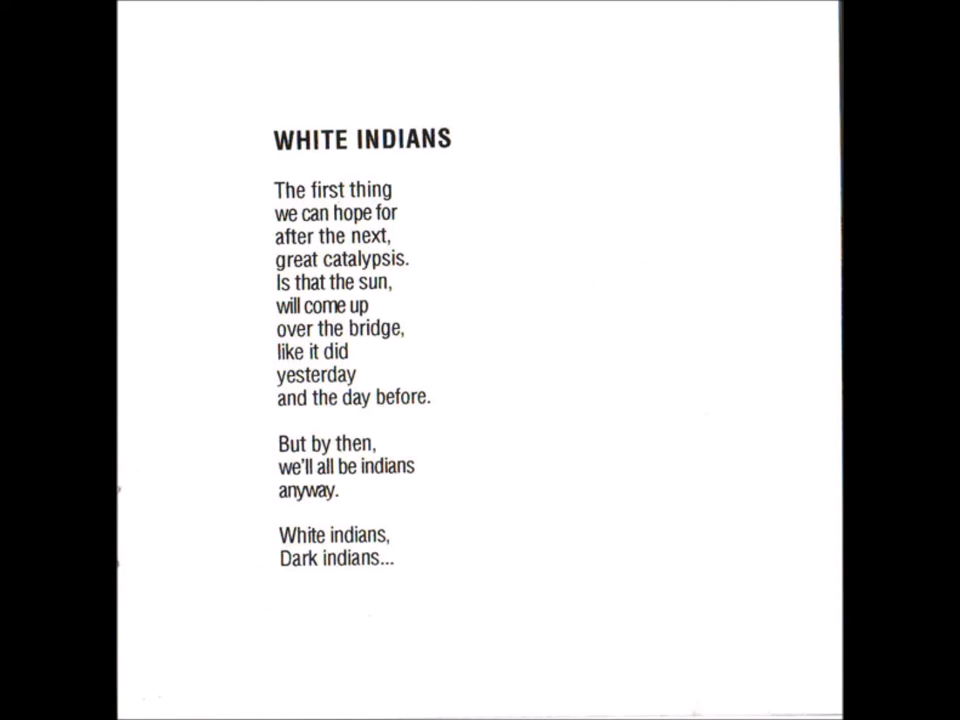 WHITE INDIANS
The first thing
we can hope for
after the next,
great catalypsis.
Is that the sun,
will come up
over the bridge,
like it did
yesterday
and the day before.
But by then,
we'll all be indians
anyway.
White indians,
Dark indians...